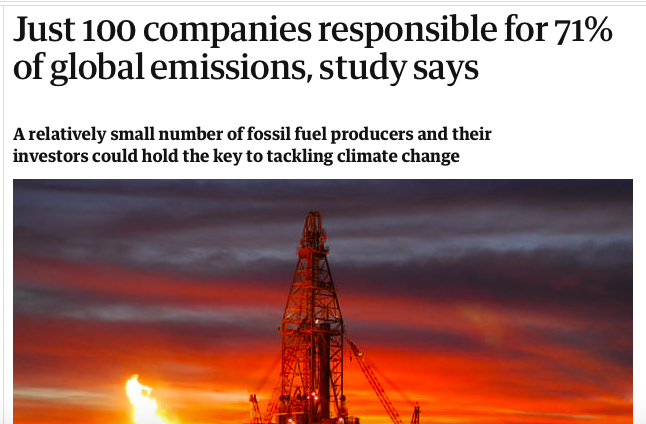 Just 100 companies responsible for 71%
of global emissions, study says
A relatively small number of fossil fuel producers and their
investors could hold the key to tackling climate change